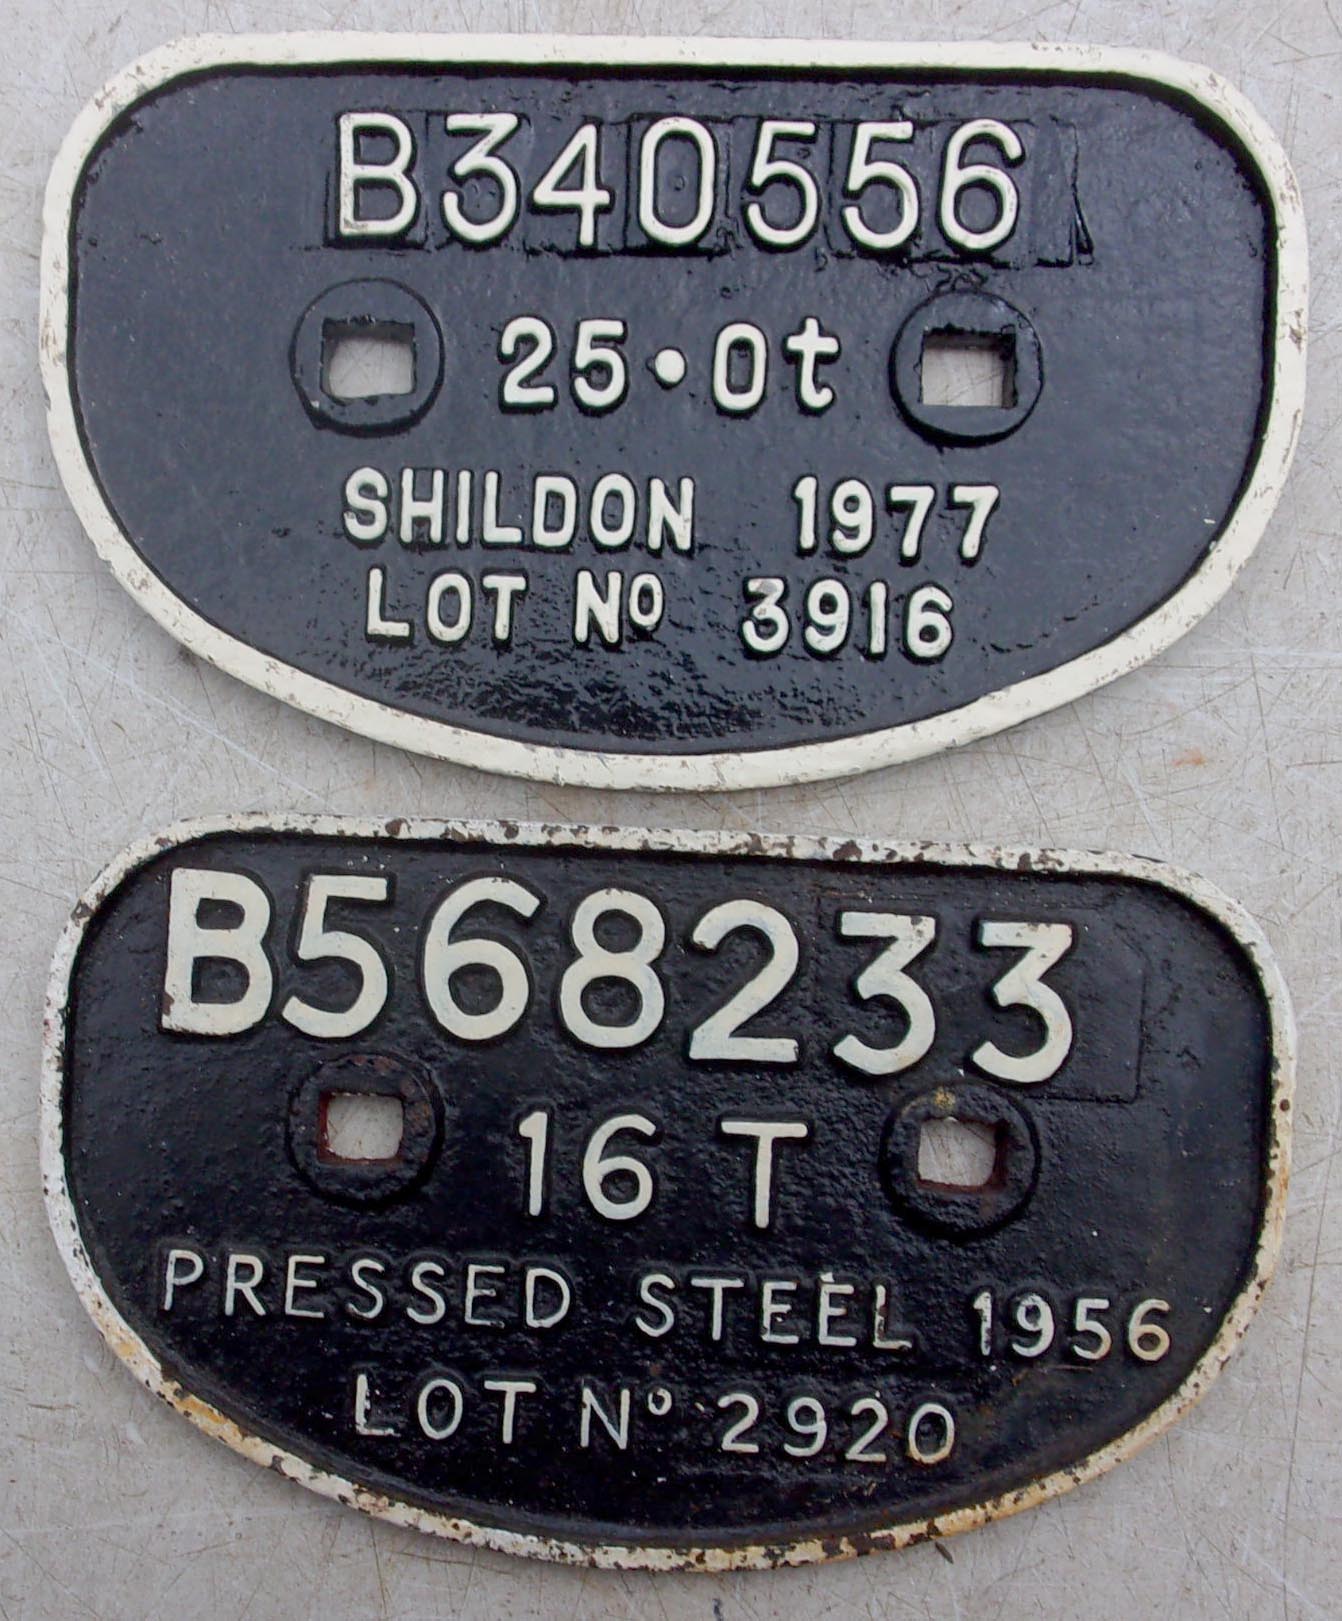 B340556
25·0t
SHILDON 1977
LOT No 3916
B568233
16 T
PRESSED STEEL 1956
LOT No 2920